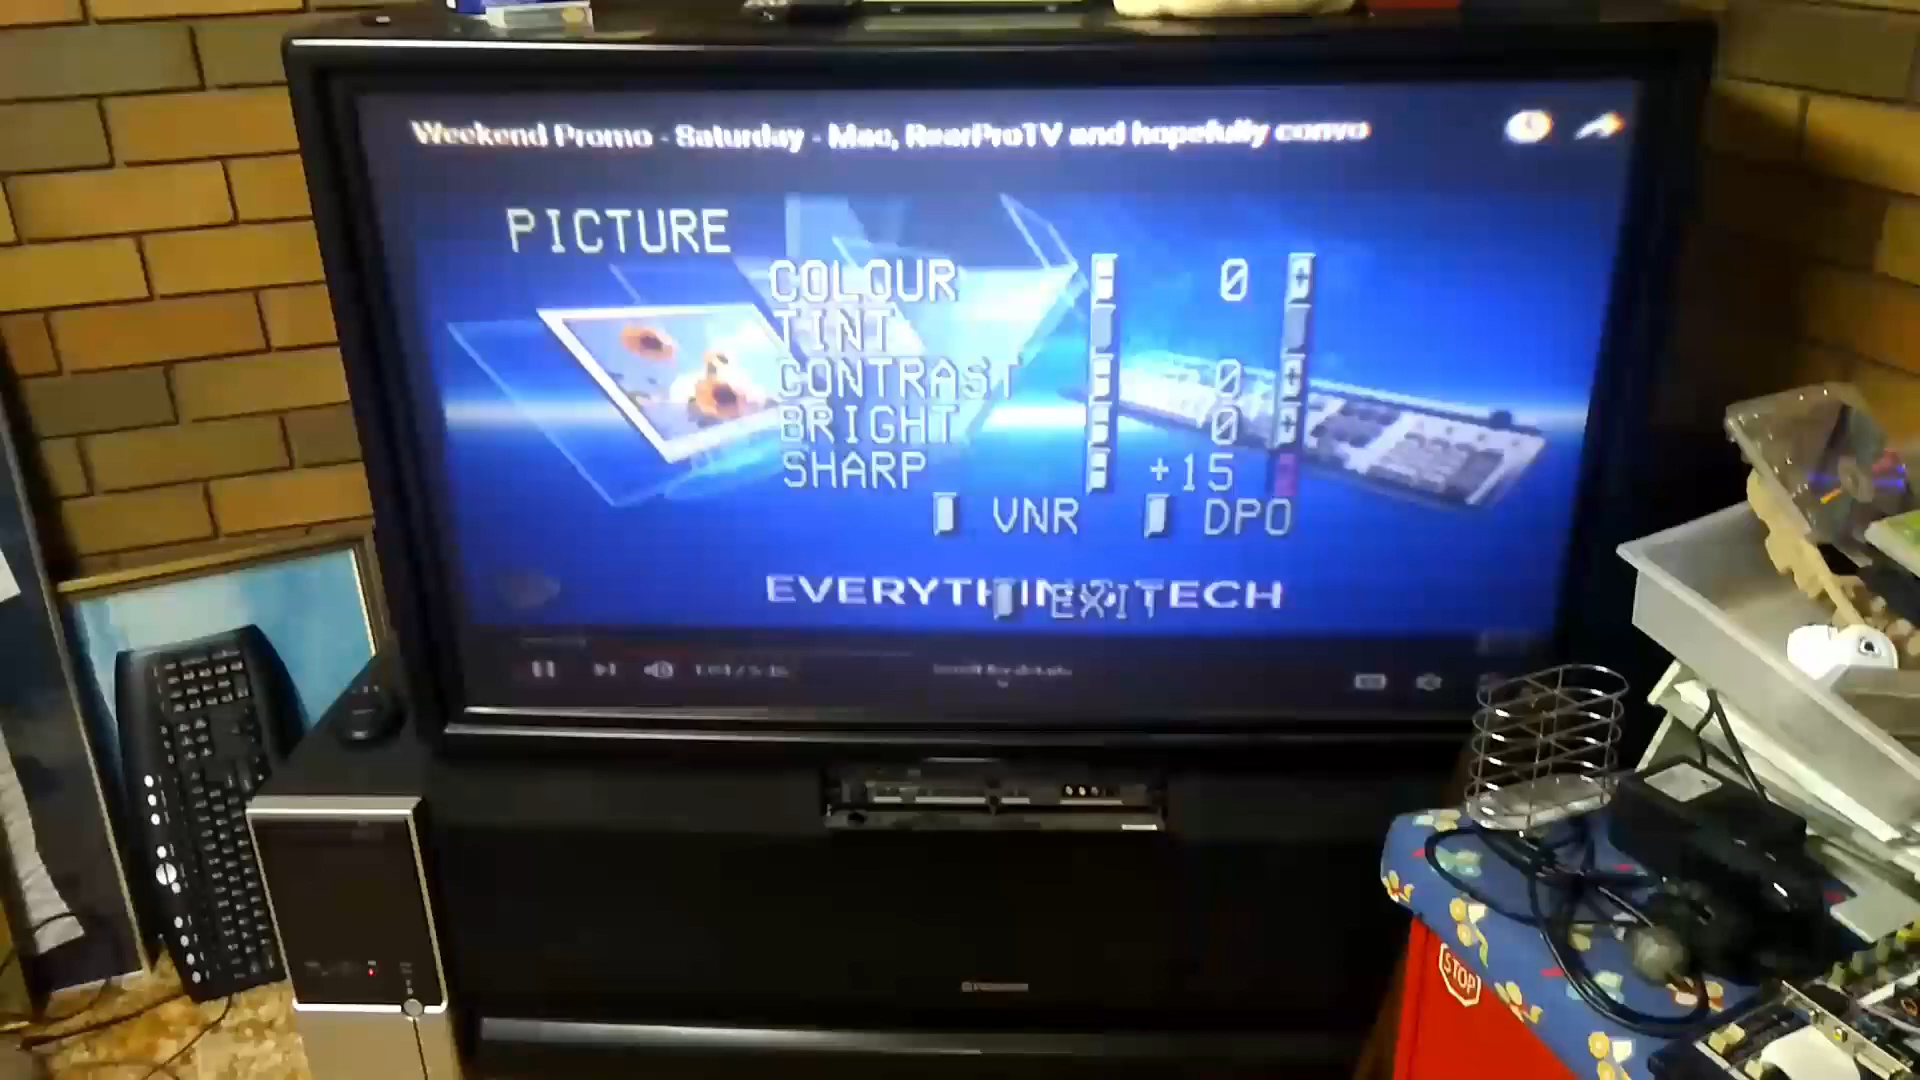 Weekend Promo - Saturday - Mac, RearProTV and hopefully convo
PICTURE
COLOUR - 0 +
TINT
CONTRAST - 0 +
BRIGHT - 0 +
SHARP - +15
VNR DPO
EVERYTHING TECH
EXIT
STOP